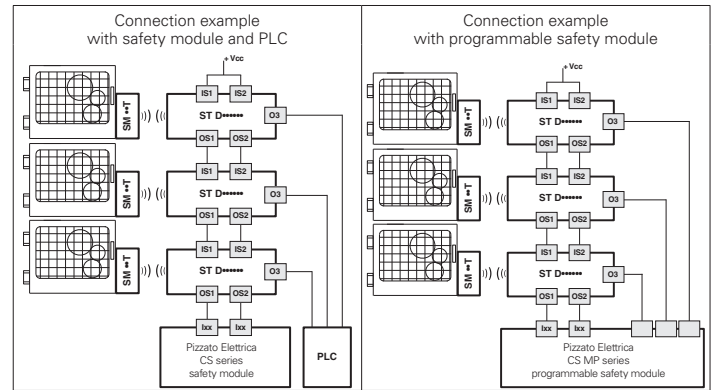 Connection example
with safety module and PLC
+ Vcc
IS1 IS2
SM ••T
ST D••••••
O3
OS1 OS2
IS1 IS2
SM ••T
ST D••••••
O3
OS1 OS2
IS1 IS2
SM ••T
ST D••••••
O3
OS1 OS2
Ixx Ixx
Pizzato Elettrica
CS series
safety module
PLC
Connection example
with programmable safety module
+ Vcc
IS1 IS2
SM ••T
ST D••••••
O3
OS1 OS2
IS1 IS2
SM ••T
ST D••••••
O3
OS1 OS2
IS1 IS2
SM ••T
ST D••••••
O3
OS1 OS2
Ixx Ixx
Pizzato Elettrica
CS MP series
programmable safety module